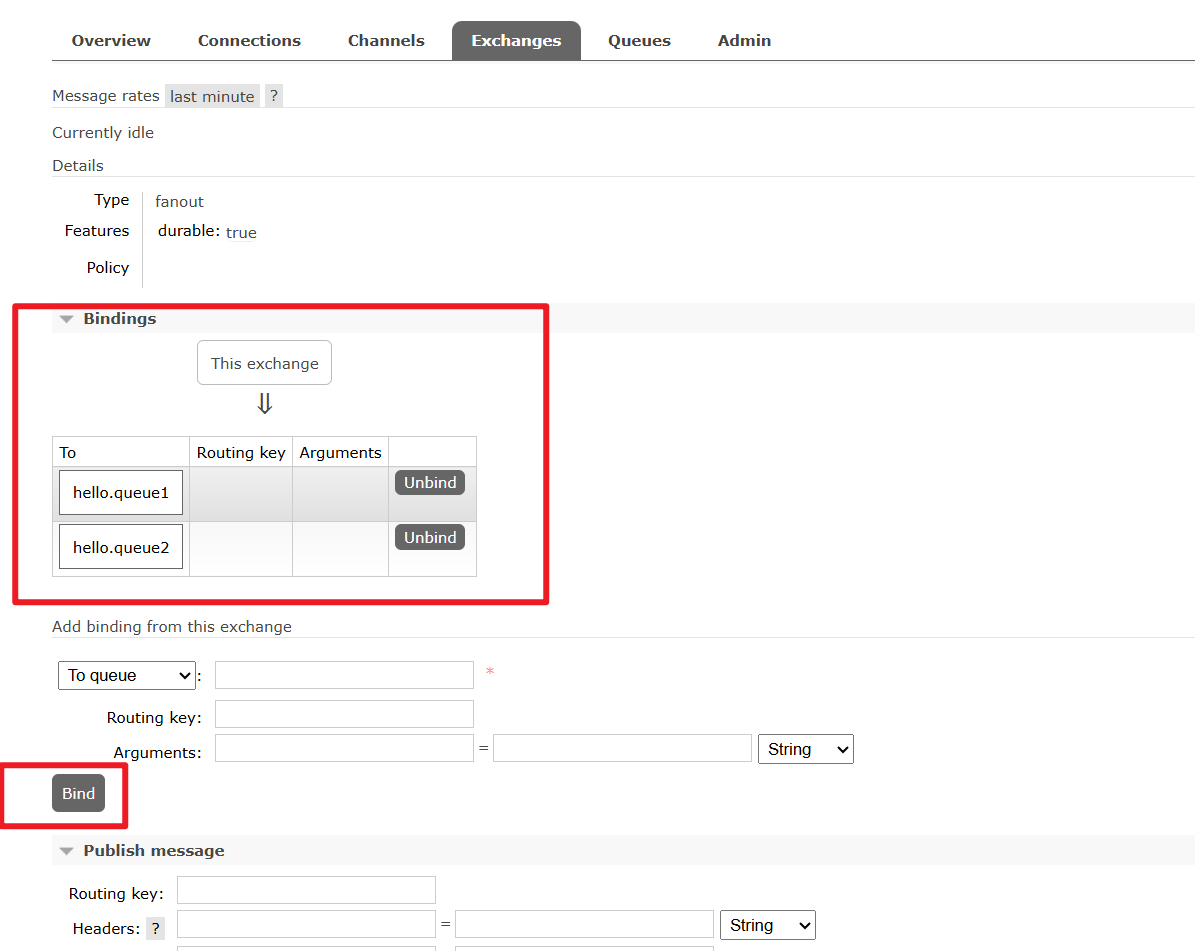 Overview Connections Channels Exchanges Queues Admin
Message rates last minute ?
Currently idle
Details
Type fanout
Features durable: true
Policy
Bindings
This exchange
⇓
To Routing key Arguments
hello.queue1 Unbind
hello.queue2 Unbind
Add binding from this exchange
To queue : *
Routing key:
Arguments: = String
Bind
Publish message
Routing key:
Headers: ? = String